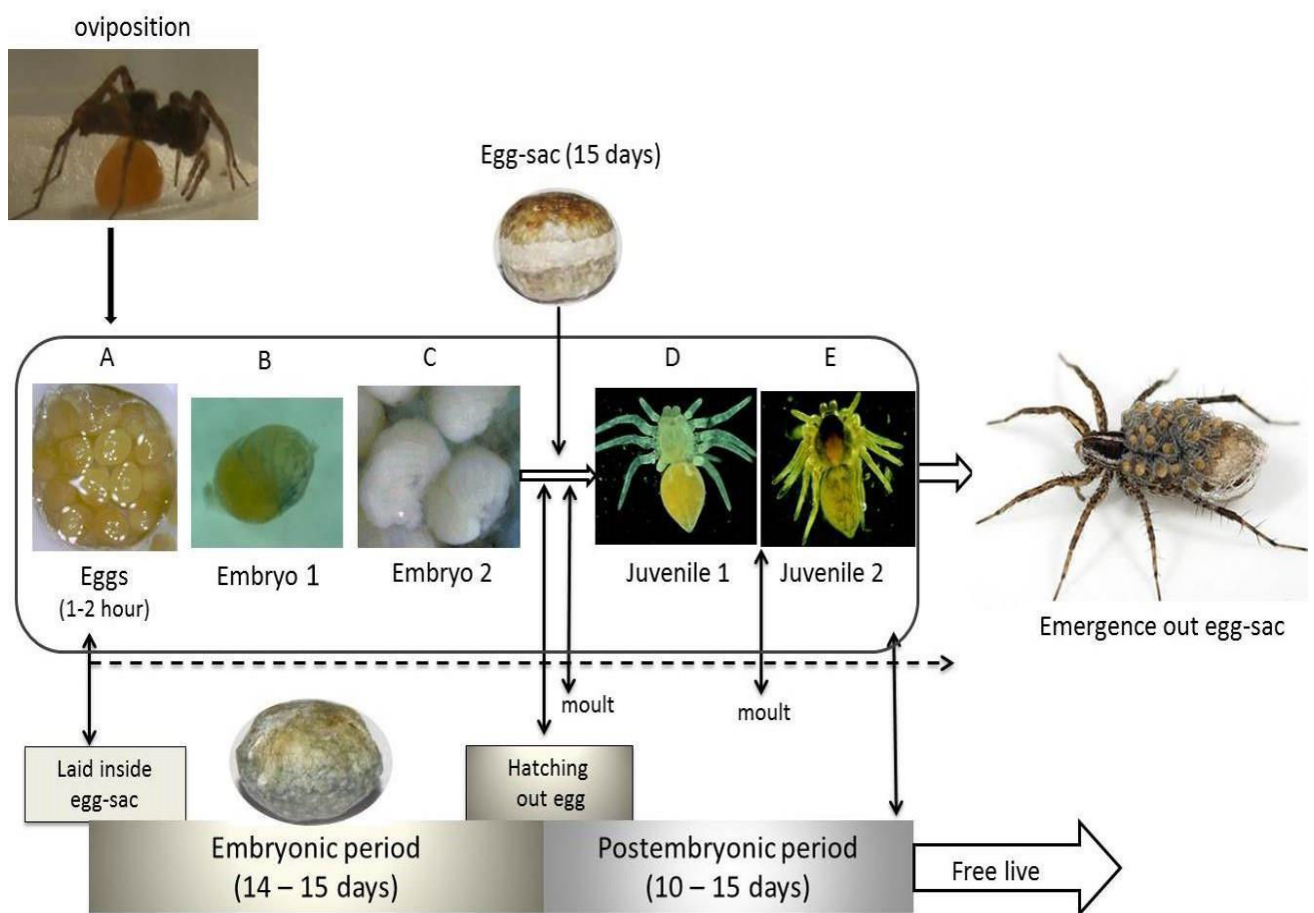 oviposition
Egg-sac (15 days)
A
B
C
D
E
Eggs
(1-2 hour)
Embryo 1
Embryo 2
Juvenile 1
Juvenile 2
Emergence out egg-sac
moult
moult
Laid inside
egg-sac
Hatching
out egg
Embryonic period
(14 – 15 days)
Postembryonic period
(10 – 15 days)
Free live